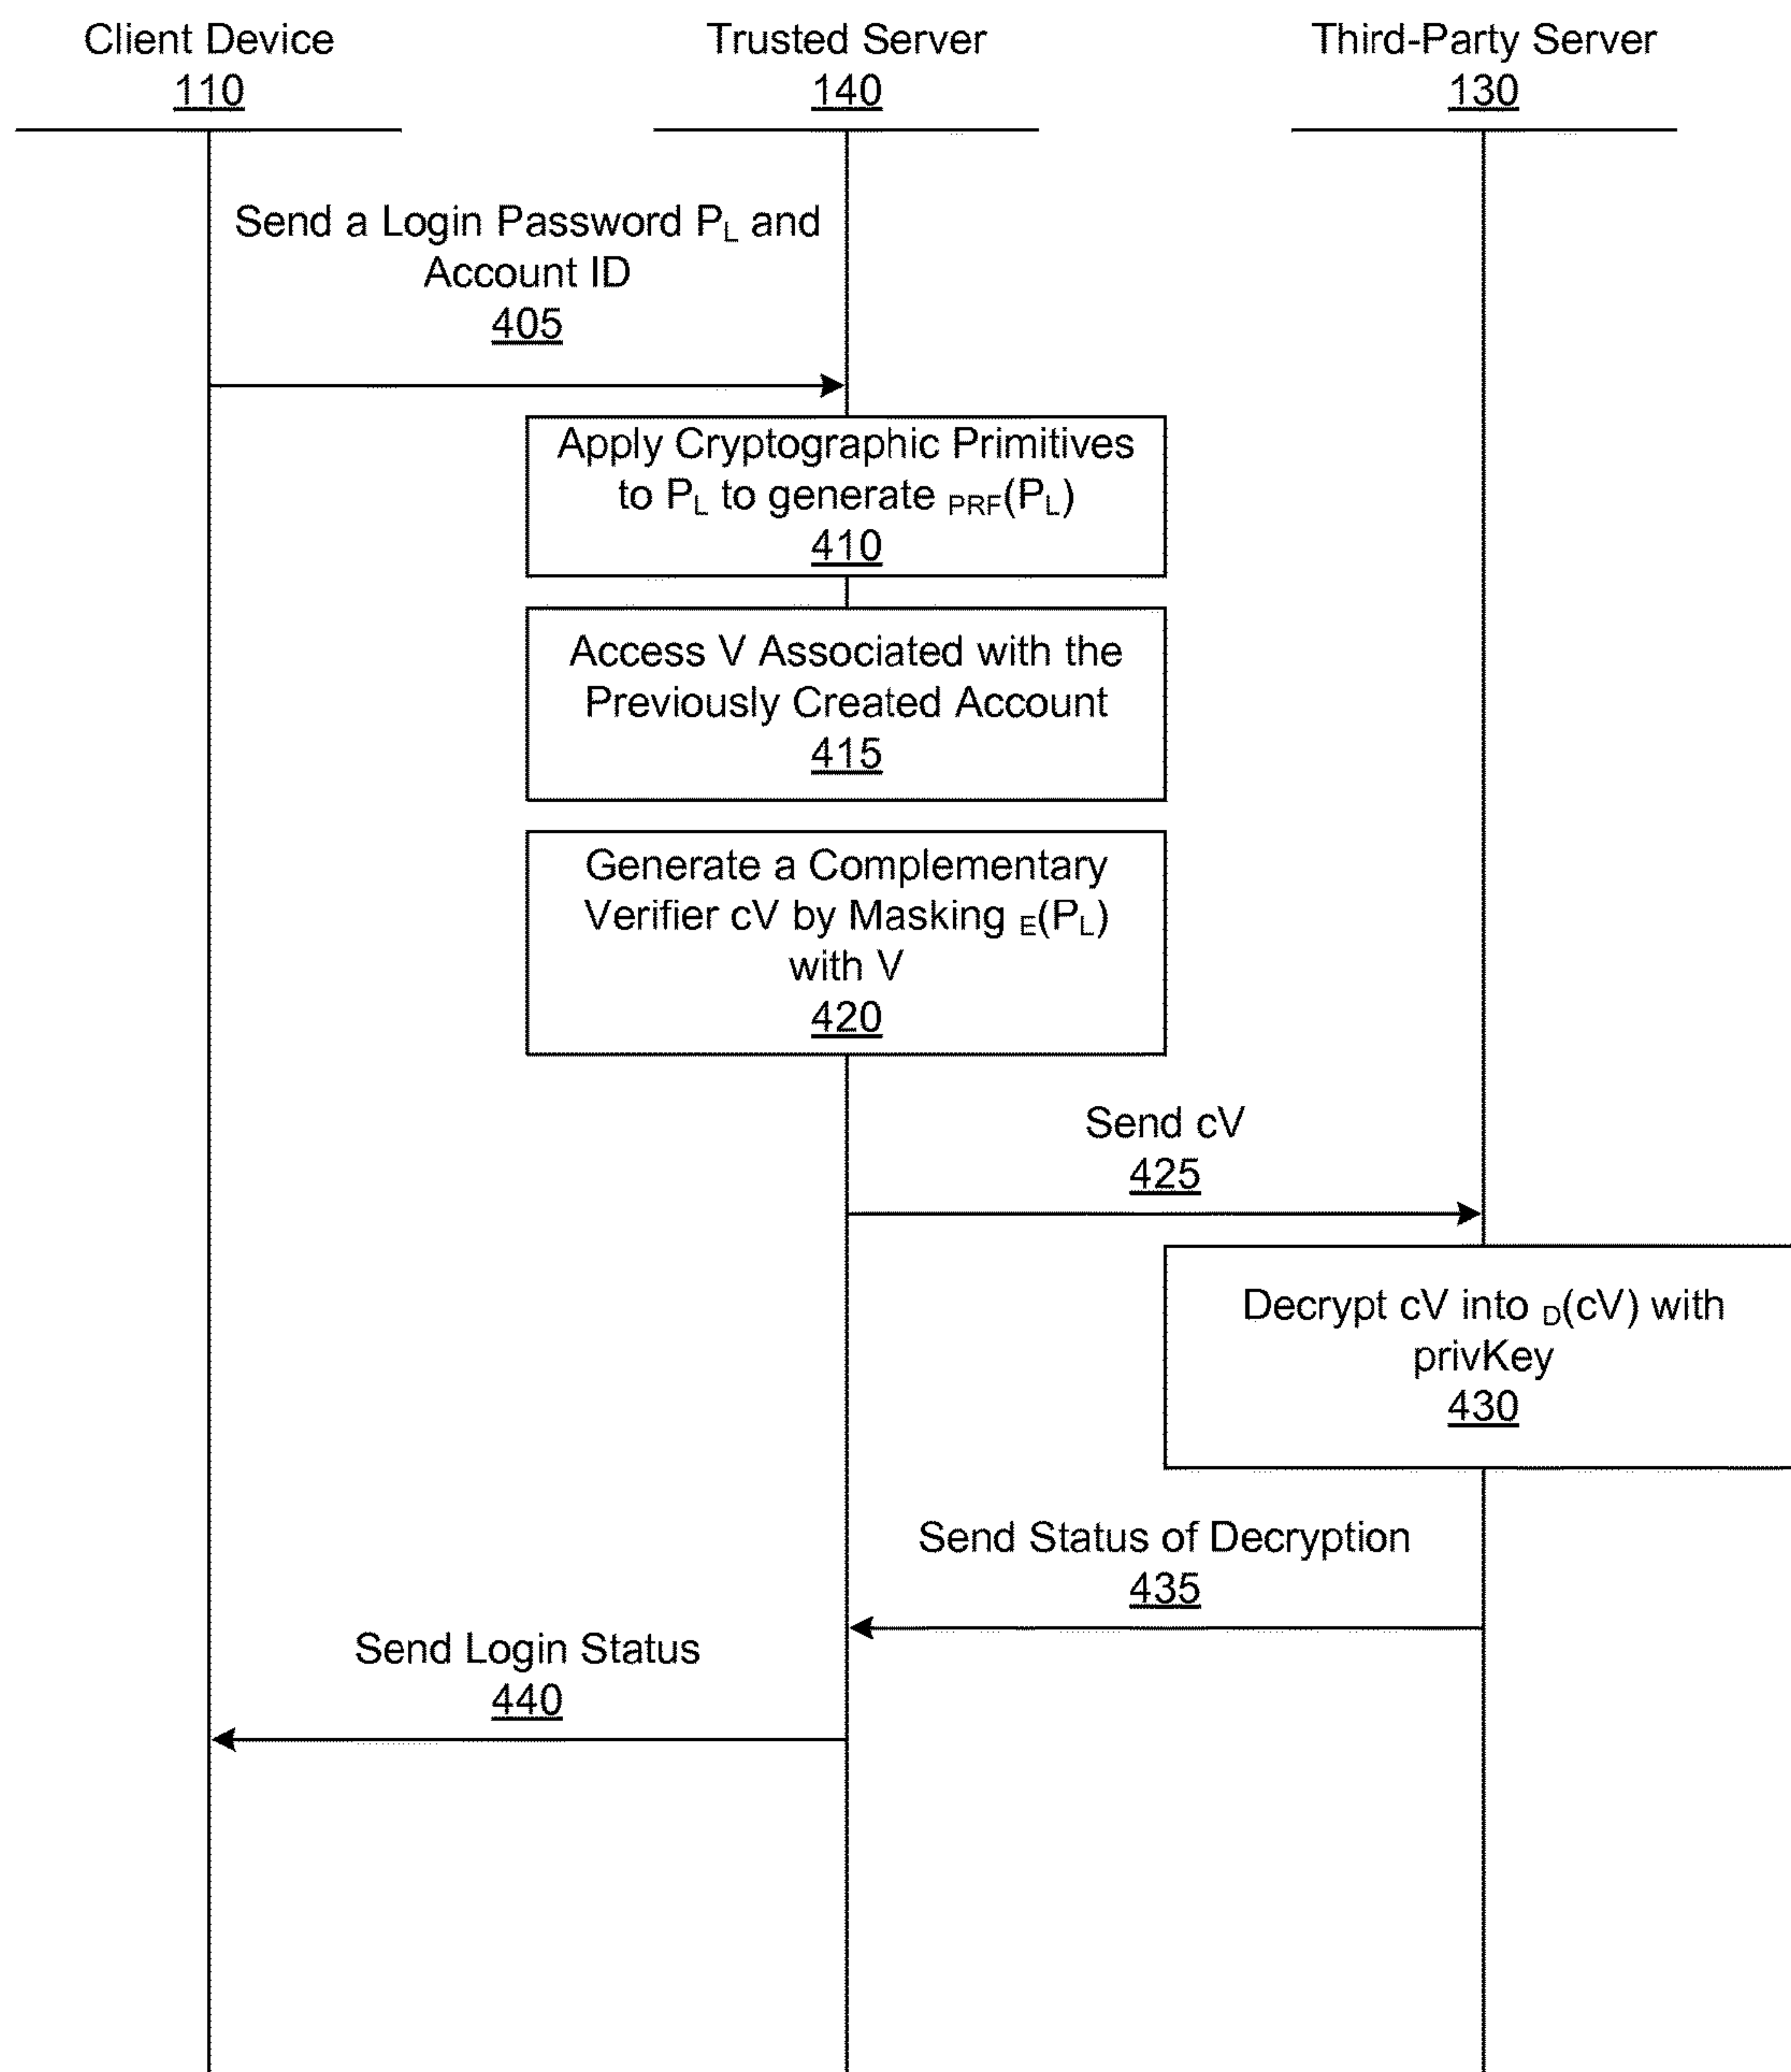 Client Device
110
Trusted Server
140
Third-Party Server
130
Send a Login Password PL and
Account ID
405
Apply Cryptographic Primitives
to PL to generate PRF(PL)
410
Access V Associated with the
Previously Created Account
415
Generate a Complementary
Verifier cV by Masking E(PL)
with V
420
Send cV
425
Decrypt cV into D(cV) with
privKey
430
Send Status of Decryption
435
Send Login Status
440